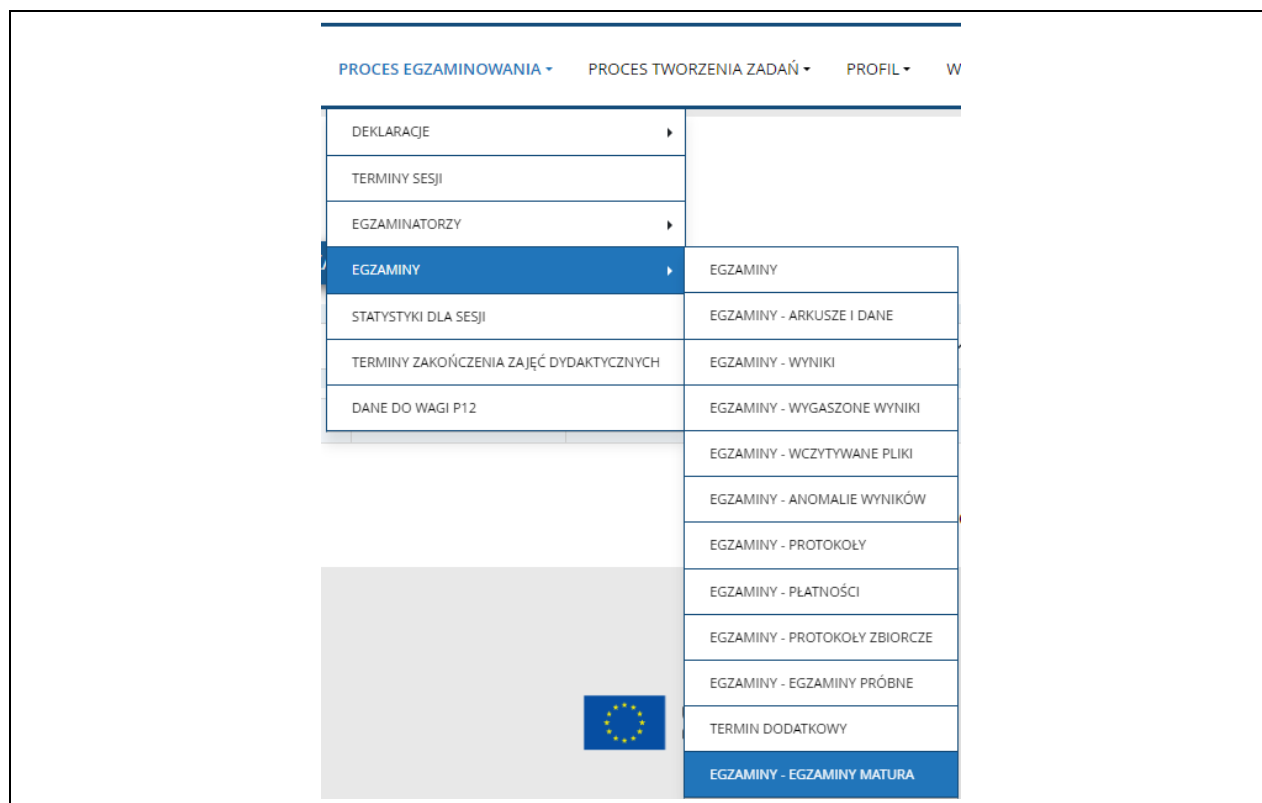 PROCES EGZAMINOWANIA PROCES TWORZENIA ZADAŃ PROFIL W
DEKLARACJE
TERMINY SESJI
EGZAMINATORZY
EGZAMINY
STATYSTYKI DLA SESJI
TERMINY ZAKOŃCZENIA ZAJĘĆ DYDAKTYCZNYCH
DANE DO WAGI P12
EGZAMINY
EGZAMINY - ARKUSZE I DANE
EGZAMINY - WYNIKI
EGZAMINY - WYGASZONE WYNIKI
EGZAMINY - WCZYTYWANE PLIKI
EGZAMINY - ANOMALIE WYNIKÓW
EGZAMINY - PROTOKOŁY
EGZAMINY - PŁATNOŚCI
EGZAMINY - PROTOKOŁY ZBIORCZE
EGZAMINY - EGZAMINY PRÓBNE
TERMIN DODATKOWY
EGZAMINY - EGZAMINY MATURA